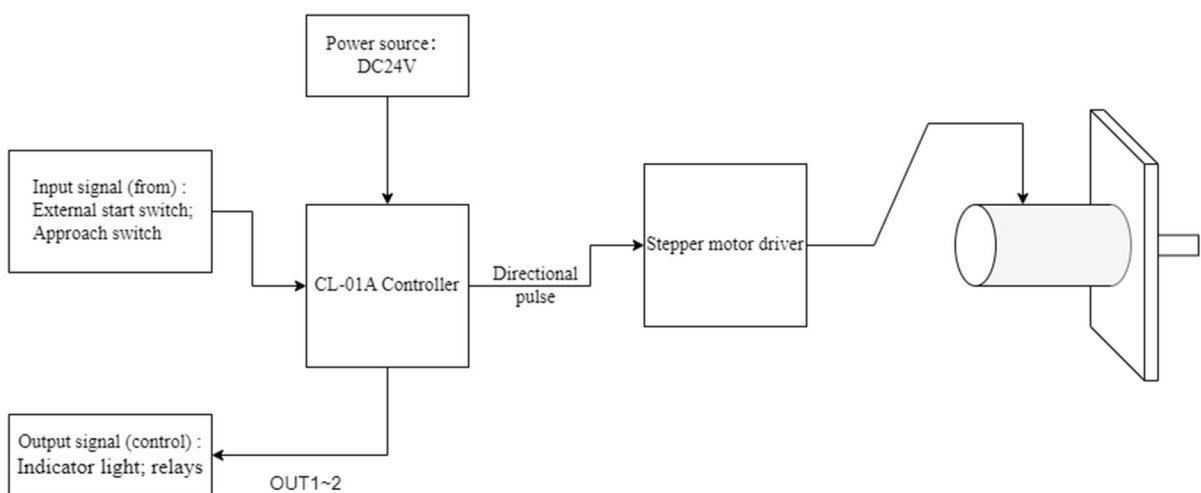 Power source：
DC24V
Input signal (from) :
External start switch;
Approach switch
CL-01A Controller
Directional
pulse
Stepper motor driver
Output signal (control) :
Indicator light; relays
OUT1~2